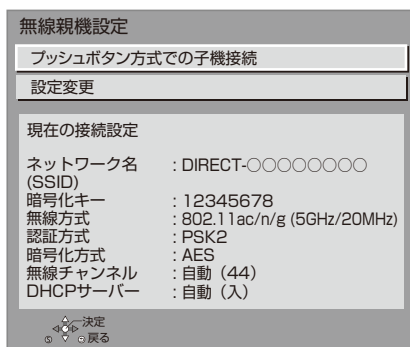 無線親機設定
プッシュボタン方式での子機接続
設定変更
現在の接続設定
ネットワーク名 : DIRECT-○○○○○○○○
(SSID)
暗号化キー : 12345678
無線方式 : 802.11ac/n/g (5GHz/20MHz)
認証方式 : PSK2
暗号化方式 : AES
無線チャンネル : 自動（44）
DHCPサーバー : 自動（入）
決定
戻る